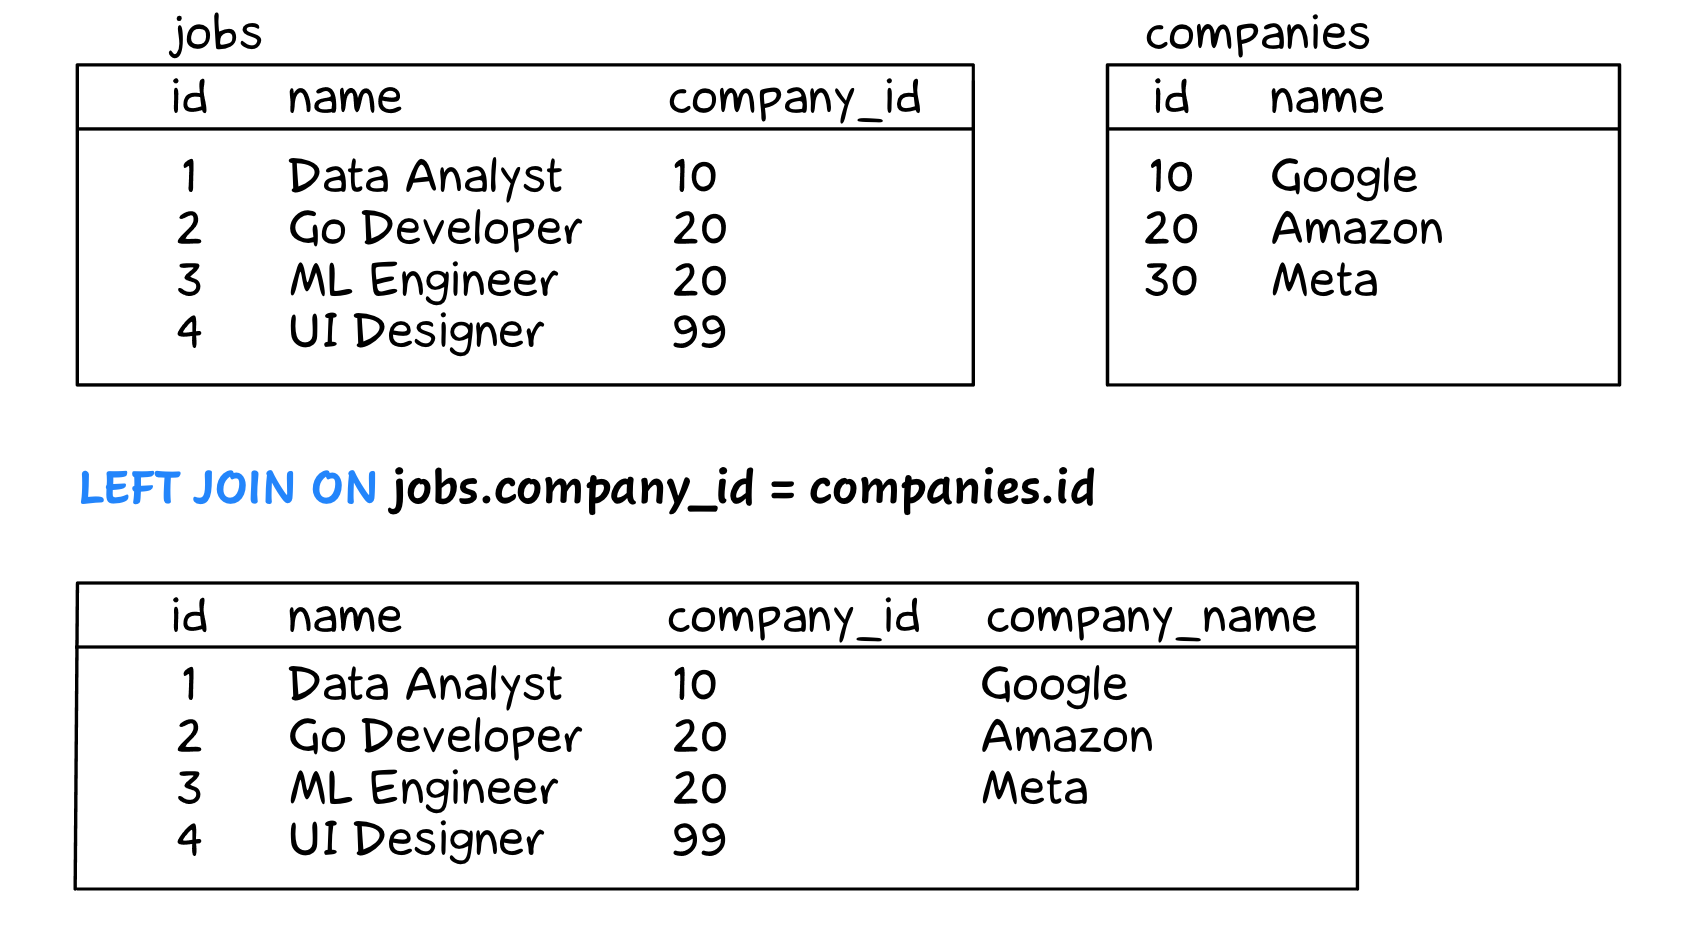 jobs
id name company_id
1 Data Analyst 10
2 Go Developer 20
3 ML Engineer 20
4 UI Designer 99
companies
id name
10 Google
20 Amazon
30 Meta
LEFT JOIN ON jobs.company_id = companies.id
id name company_id company_name
1 Data Analyst 10 Google
2 Go Developer 20 Amazon
3 ML Engineer 20 Meta
4 UI Designer 99